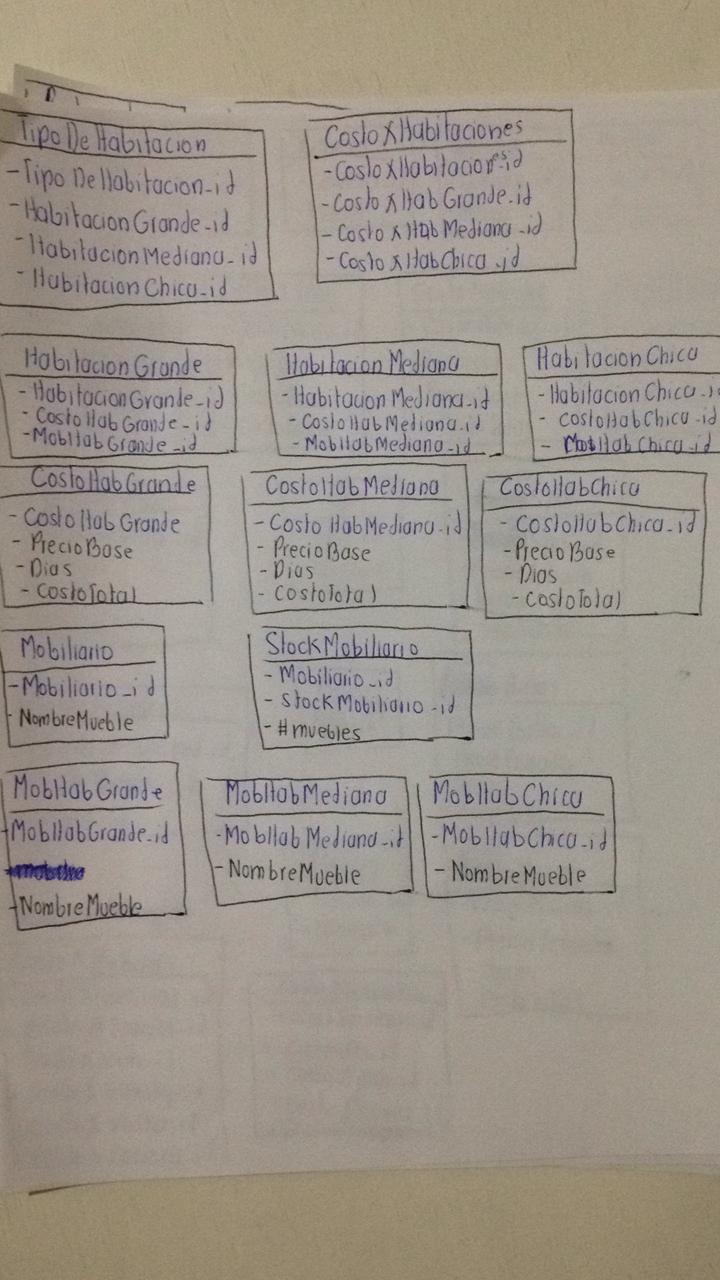 TipoDeHabitacion
- TipoDeHabitacion_id
- HabitacionGrande_id
- HabitacionMediana_id
- HabitacionChica_id
CostoXHabitaciones
- CostoXHabitaciones_id
- CostoXHabGrande_id
- CostoXHabMediana_id
- CostoXHabChica_id
HabitacionGrande
- HabitacionGrande_id
- CostoHabGrande_id
- MobHabGrande_id
HabitacionMediana
- HabitacionMediana_id
- CostoHabMediana_id
- MobHabMediana_id
HabitacionChica
- HabitacionChica_id
- CostoHabChica_id
- MobHabChica_id
CostoHabGrande
- CostoHabGrande
- PrecioBase
- Dias
- CostoTotal
CostoHabMediana
- CostoHabMediana_id
- PrecioBase
- Dias
- CostoTotal
CostoHabChica
- CostoHabChica_id
- PrecioBase
- Dias
- CostoTotal
Mobiliario
- Mobiliario_id
- NombreMueble
StockMobiliario
- Mobiliario_id
- StockMobiliario_id
- #muebles
MobHabGrande
- MobHabGrande_id
- NombreMueble
MobHabMediana
- MobHabMediana_id
- NombreMueble
MobHabChica
- MobHabChica_id
- NombreMueble